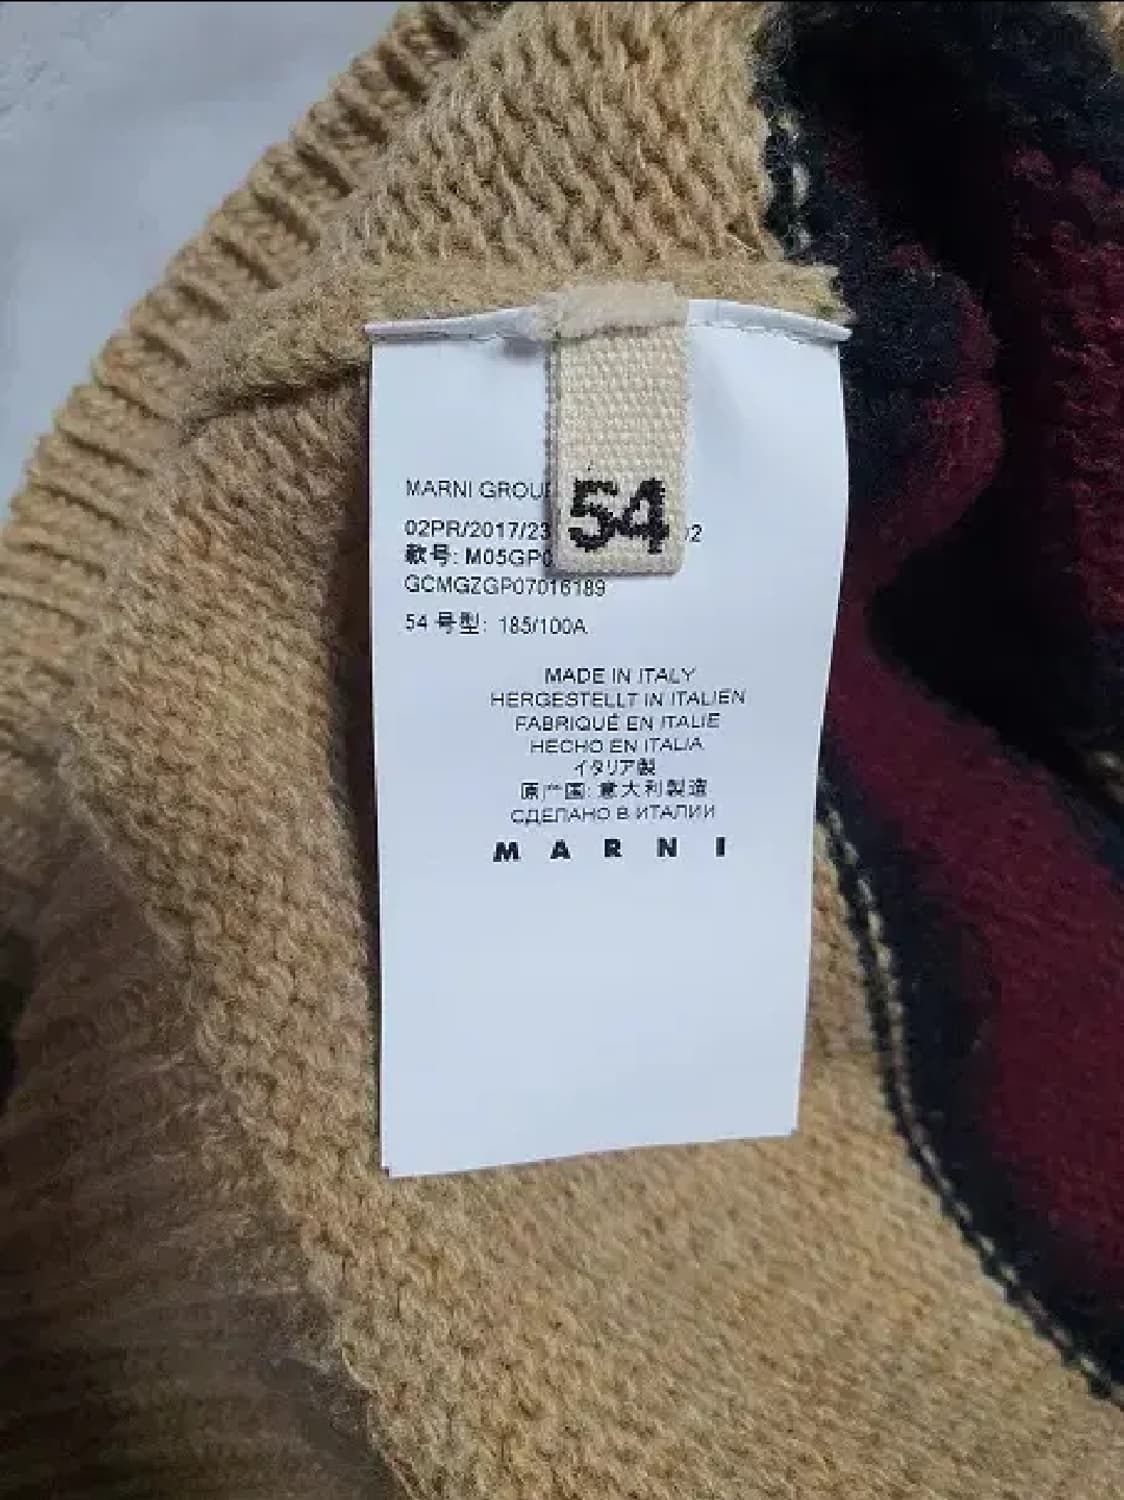 MARNI GROUP
54
02PR/2017/23
款号: M05GP0
GCMGZGP07016189
54 号型: 185/100A
MADE IN ITALY
HERGESTELLT IN ITALIEN
FABRIQUÉ EN ITALIE
HECHO EN ITALIA
イタリア製
原产国: 意大利製造
СДЕЛАНО В ИТАЛИИ
MARNI